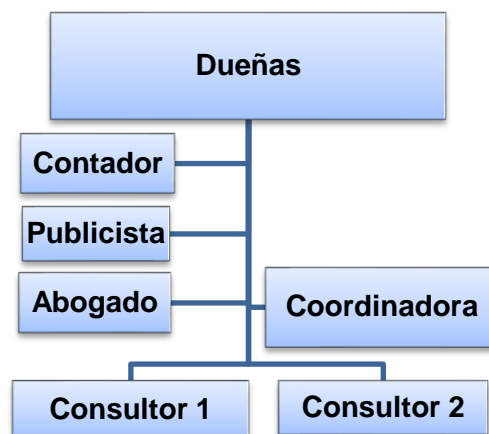 Dueñas
Contador
Publicista
Abogado
Coordinadora
Consultor 1
Consultor 2